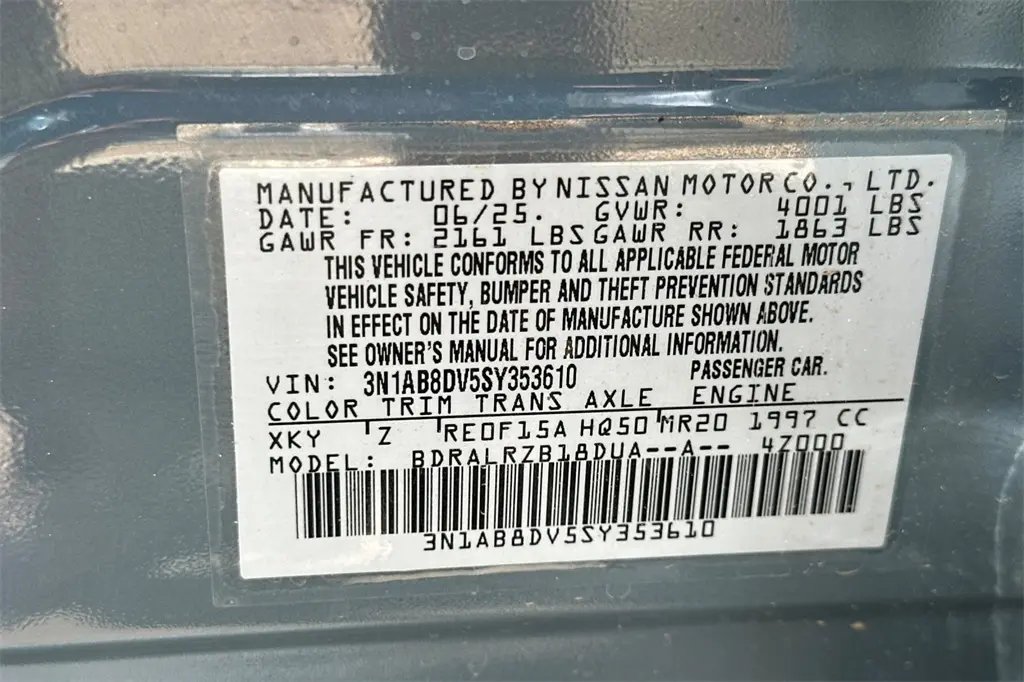 MANUFACTURED BY NISSAN MOTOR CO., LTD.
DATE: 06/25. GVWR: 4001 LBS
GAWR FR: 2161 LBS GAWR RR: 1863 LBS
THIS VEHICLE CONFORMS TO ALL APPLICABLE FEDERAL MOTOR
VEHICLE SAFETY, BUMPER AND THEFT PREVENTION STANDARDS
IN EFFECT ON THE DATE OF MANUFACTURE SHOWN ABOVE.
SEE OWNER'S MANUAL FOR ADDITIONAL INFORMATION.
VIN: 3N1AB8DV5SY353610 PASSENGER CAR.
COLOR TRIM TRANS AXLE ENGINE
XKY Z RE0F15A HQ50 MR20 1997 CC
MODEL: BDRALRZB18DUA--A-- 4Z000
3N1AB8DV5SY353610